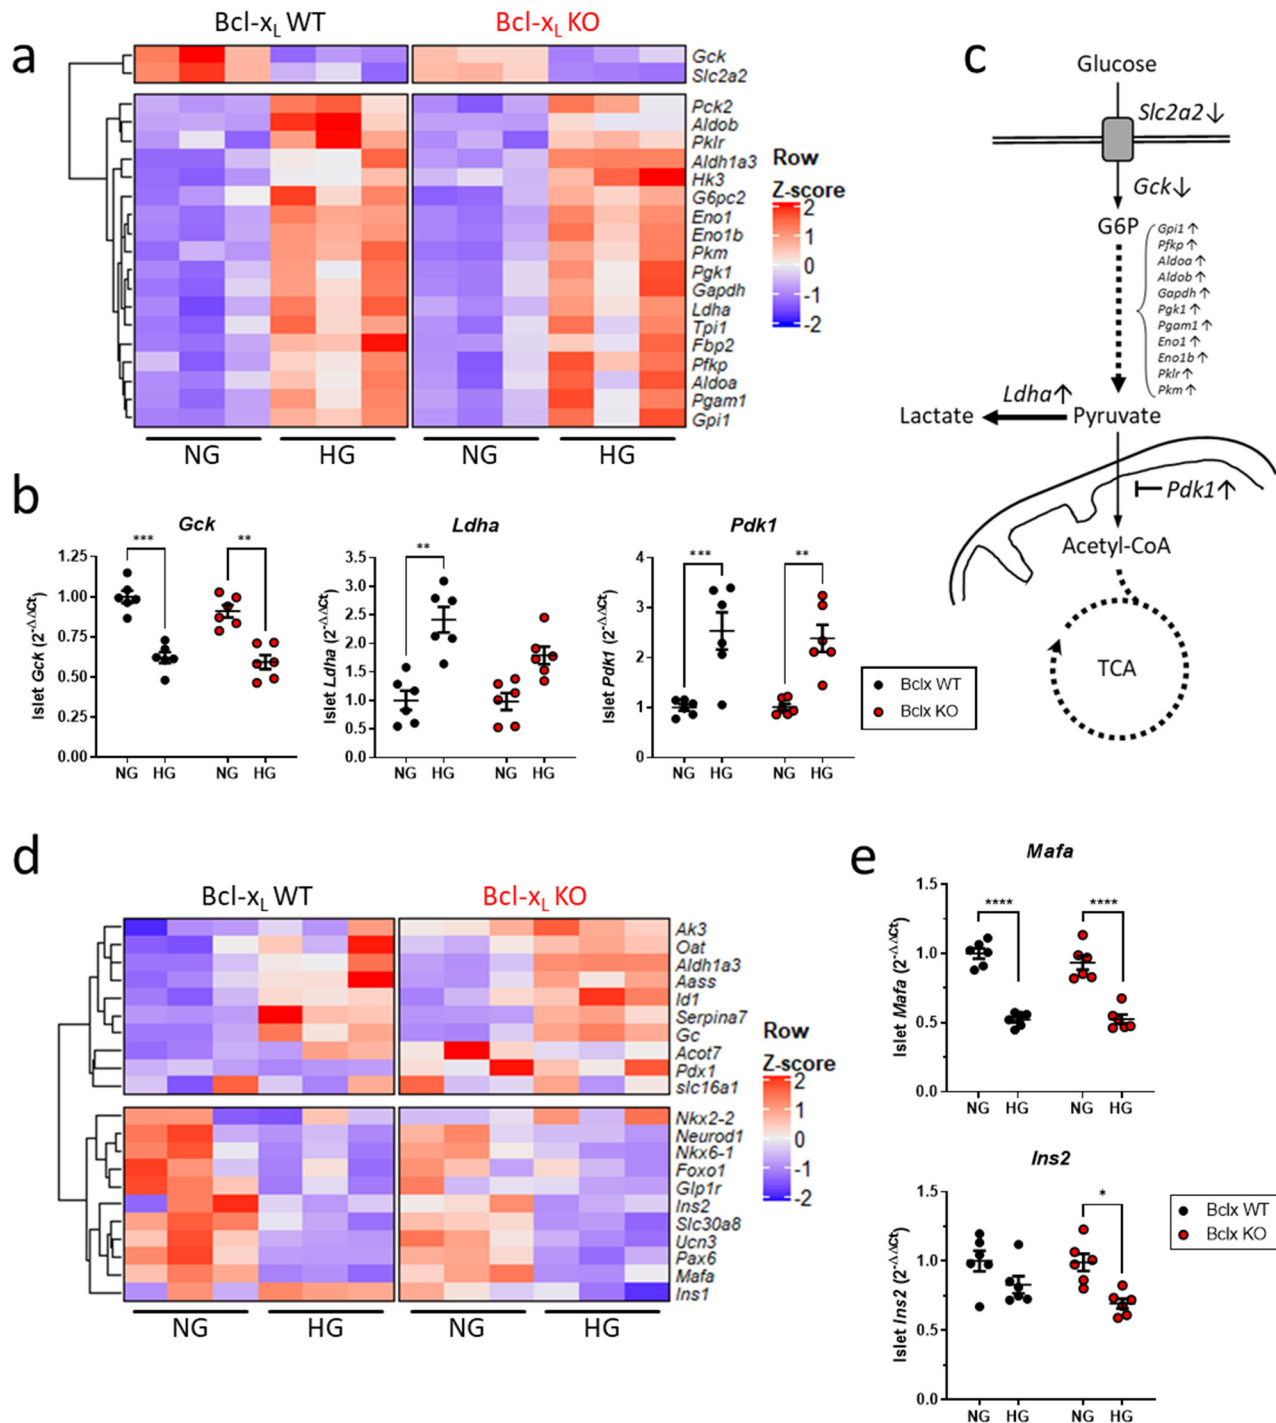 a
Bcl-xL WT
Bcl-xL KO
Gck
Slc2a2
Pck2
Aldob
Pklr
Aldh1a3
Hk3
G6pc2
Eno1
Eno1b
Pkm
Pgk1
Gapdh
Ldha
Tpi1
Fbp2
Pfkp
Aldoa
Pgam1
Gpi1
NG
HG
NG
HG
Row
Z-score
2
1
0
-1
-2
c
Glucose
Slc2a2↓
Gck↓
G6P
Gpi1↑
Pfkp↑
Aldoa↑
Aldob↑
Gapdh↑
Pgk1↑
Pgam1↑
Eno1↑
Eno1b↑
Pklr↑
Pkm↑
Ldha↑
Lactate
Pyruvate
Pdk1↑
Acetyl-CoA
TCA
b
Gck
Islet Gck (2-ΔΔCt)
1.25
1.00
0.75
0.50
0.25
0.00
***
**
NG HG NG HG
Ldha
Islet Ldha (2-ΔΔCt)
3.5
3.0
2.5
2.0
1.5
1.0
0.5
0.0
**
NG HG NG HG
Pdk1
Islet Pdk1 (2-ΔΔCt)
4
3
2
1
0
***
**
NG HG NG HG
Bclx WT
Bclx KO
d
Bcl-xL WT
Bcl-xL KO
Ak3
Oat
Aldh1a3
Aass
Id1
Serpina7
Gc
Acot7
Pdx1
slc16a1
Nkx2-2
Neurod1
Nkx6-1
Foxo1
Glp1r
Ins2
Slc30a8
Ucn3
Pax6
Mafa
Ins1
NG
HG
NG
HG
Row
Z-score
2
1
0
-1
-2
e
Mafa
Islet Mafa (2-ΔΔCt)
1.5
1.0
0.5
0.0
****
****
NG HG NG HG
Ins2
Islet Ins2 (2-ΔΔCt)
1.5
1.0
0.5
0.0
*
NG HG NG HG
Bclx WT
Bclx KO